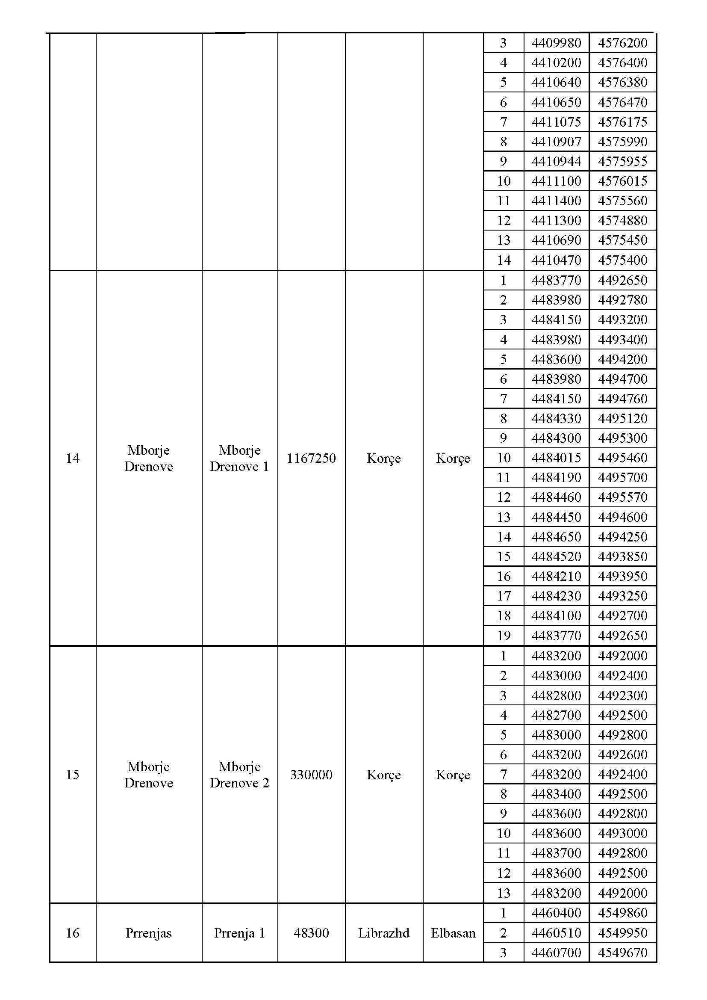 3 4409980 4576200
4 4410200 4576400
5 4410640 4576380
6 4410650 4576470
7 4411075 4576175
8 4410907 4575990
9 4410944 4575955
10 4411100 4576015
11 4411400 4575560
12 4411300 4574880
13 4410690 4575450
14 4410470 4575400
14
Mborje
Drenove
Mborje
Drenove 1
1167250
Korçe
Korçe
1 4483770 4492650
2 4483980 4492780
3 4484150 4493200
4 4483980 4493400
5 4483600 4494200
6 4483980 4494700
7 4484150 4494760
8 4484330 4495120
9 4484300 4495300
10 4484015 4495460
11 4484190 4495700
12 4484460 4495570
13 4484450 4494600
14 4484650 4494250
15 4484520 4493850
16 4484210 4493950
17 4484230 4493250
18 4484100 4492700
19 4483770 4492650
15
Mborje
Drenove
Mborje
Drenove 2
330000
Korçe
Korçe
1 4483200 4492000
2 4483000 4492400
3 4482800 4492300
4 4482700 4492500
5 4483000 4492800
6 4483200 4492600
7 4483200 4492400
8 4483400 4492500
9 4483600 4492800
10 4483600 4493000
11 4483700 4492800
12 4483600 4492500
13 4483200 4492000
16
Prrenjas
Prrenja 1
48300
Librazhd
Elbasan
1 4460400 4549860
2 4460510 4549950
3 4460700 4549670